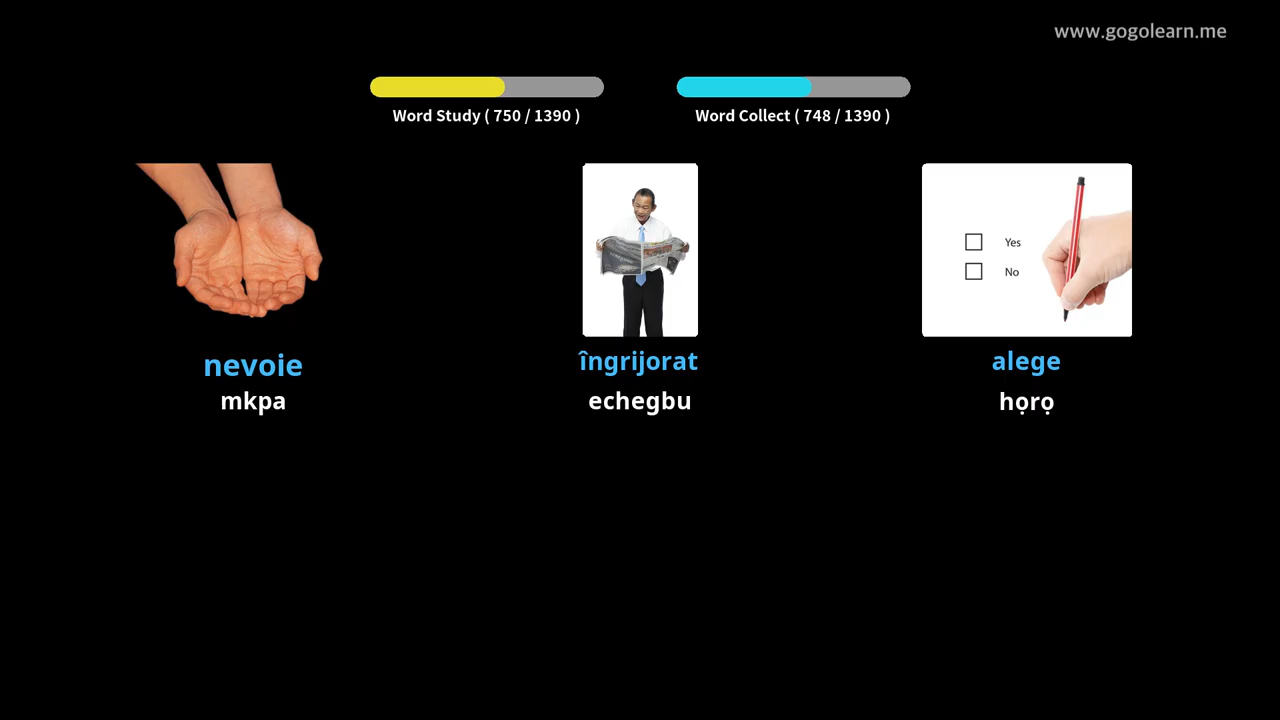 www.gogolearn.me
Word Study ( 750 / 1390 )
Word Collect ( 748 / 1390 )
Yes
No
nevoie
îngrijorat
alege
mkpa
echegbu
họrọ